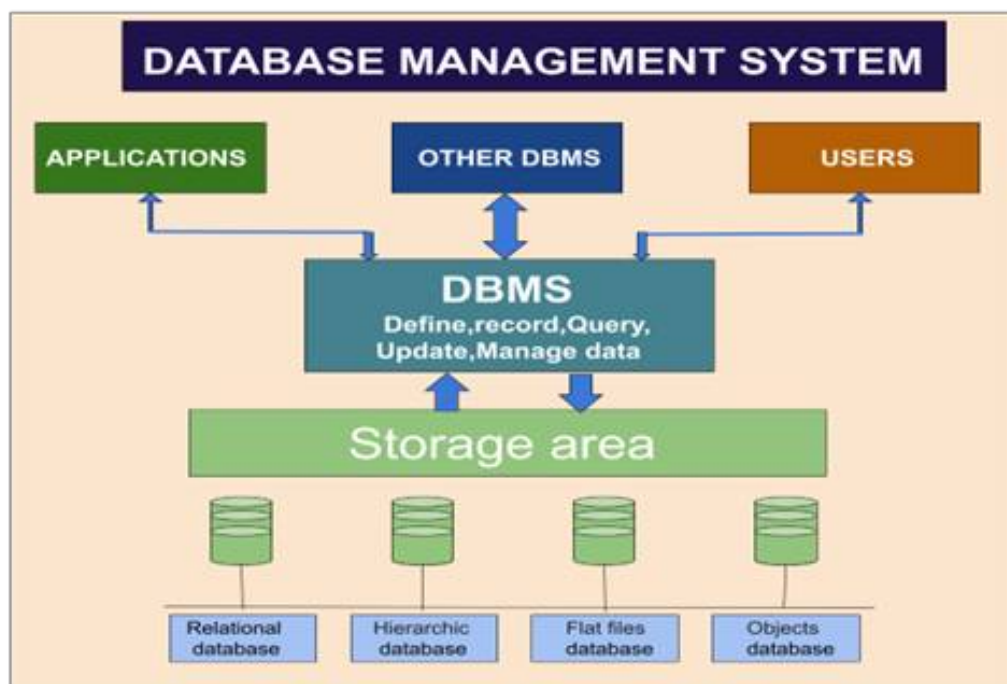 DATABASE MANAGEMENT SYSTEM
APPLICATIONS
OTHER DBMS
USERS
DBMS
Define,record,Query,
Update,Manage data
Storage area
Relational
database
Hierarchic
database
Flat files
database
Objects
database